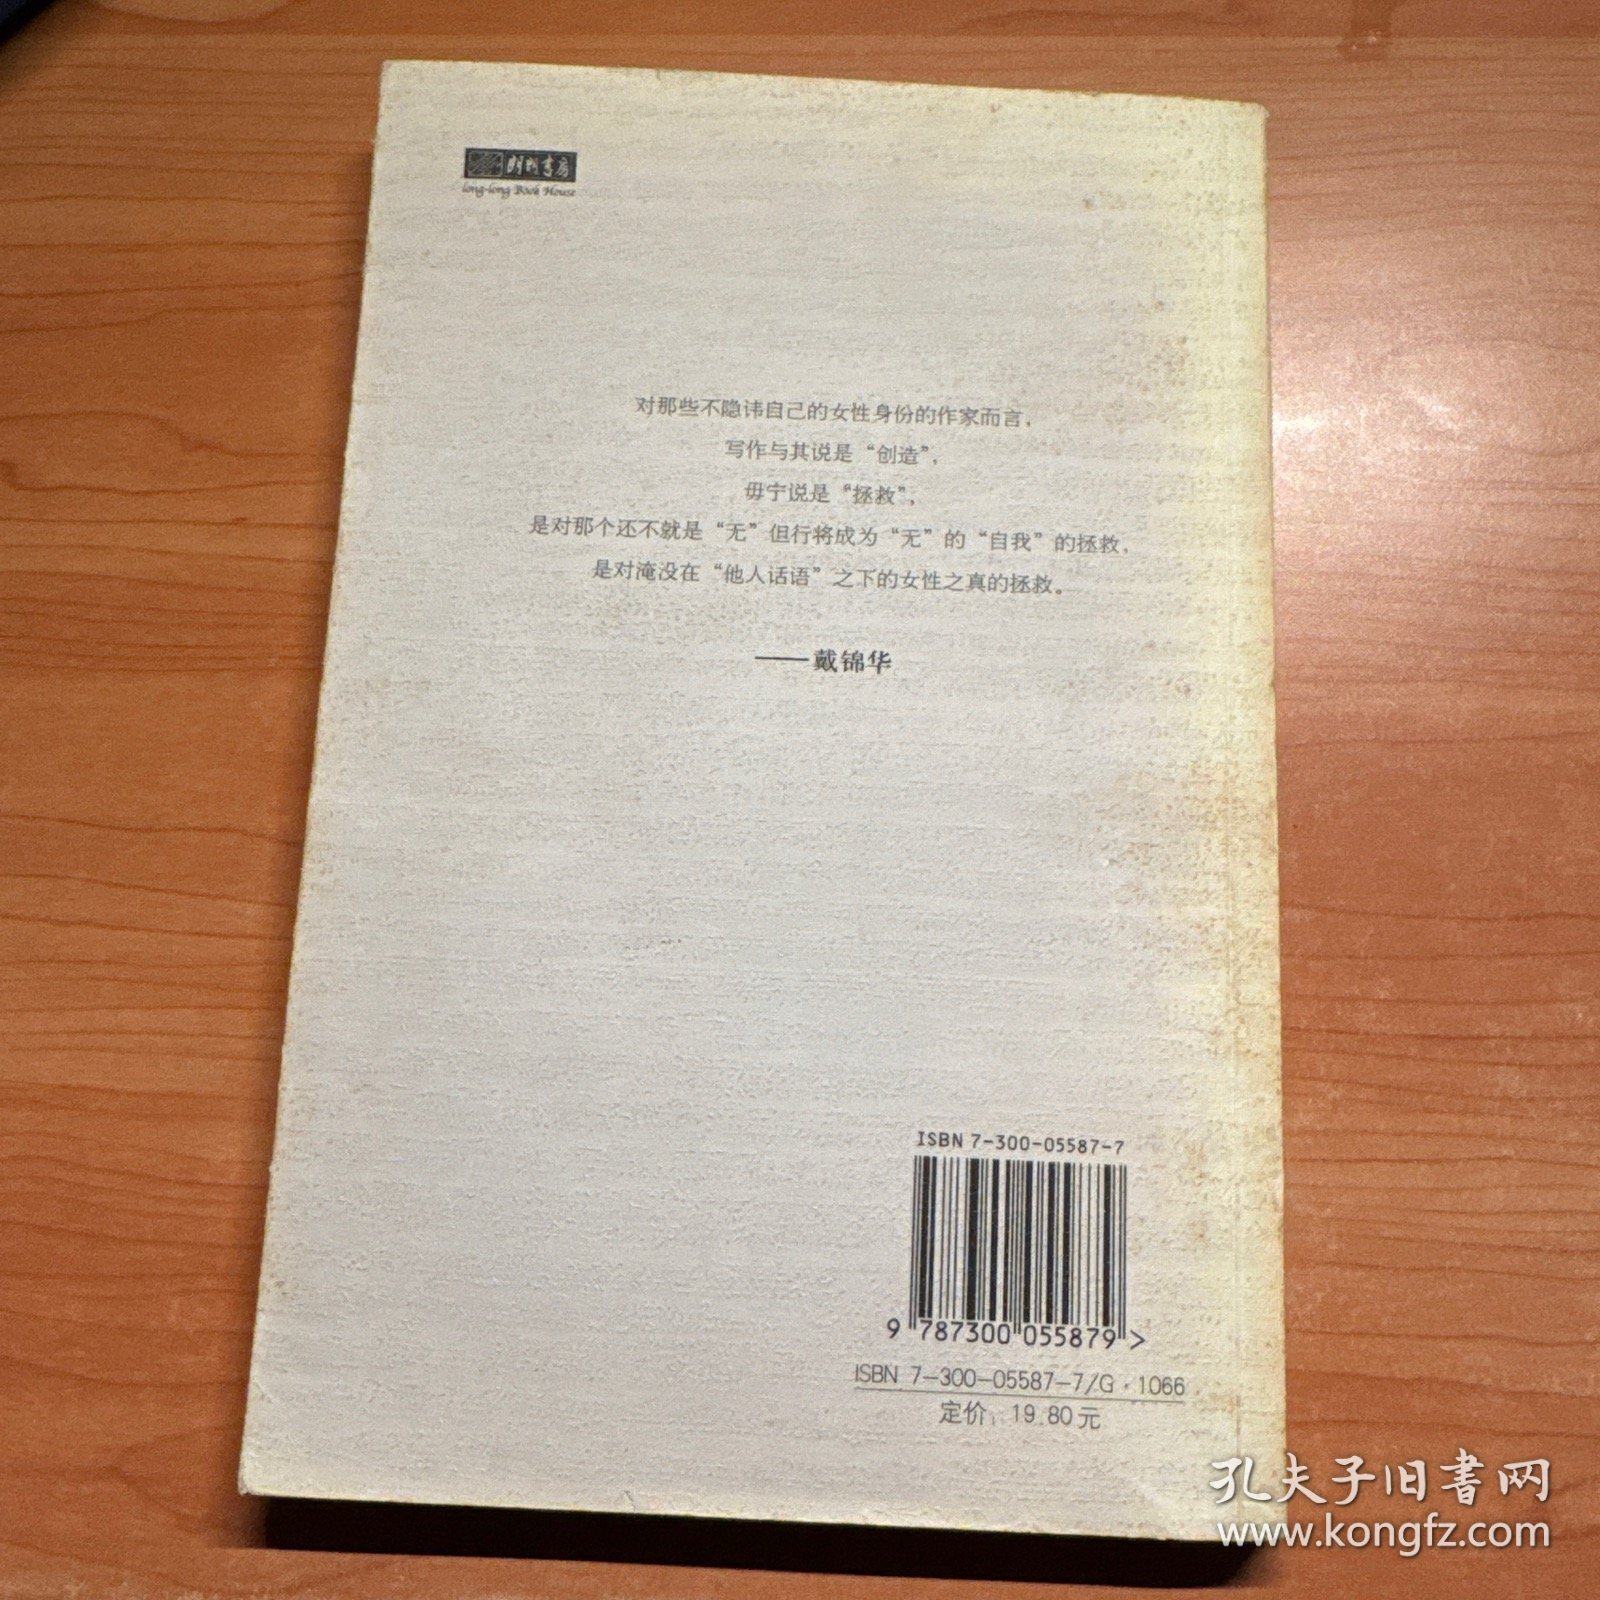 朗朗書房
long-long Book House
对那些不隐讳自己的女性身份的作家而言,
写作与其说是“创造”,
毋宁说是“拯救”,
是对那个还不就是“无”但行将成为“无”的“自我”的拯救,
是对淹没在“他人话语”之下的女性之真的拯救。
——戴锦华
ISBN 7-300-05587-7
9 787300 055879 >
ISBN 7-300-05587-7/G·1066
定价: 19.80元
孔夫子旧書网
www.kongfz.com